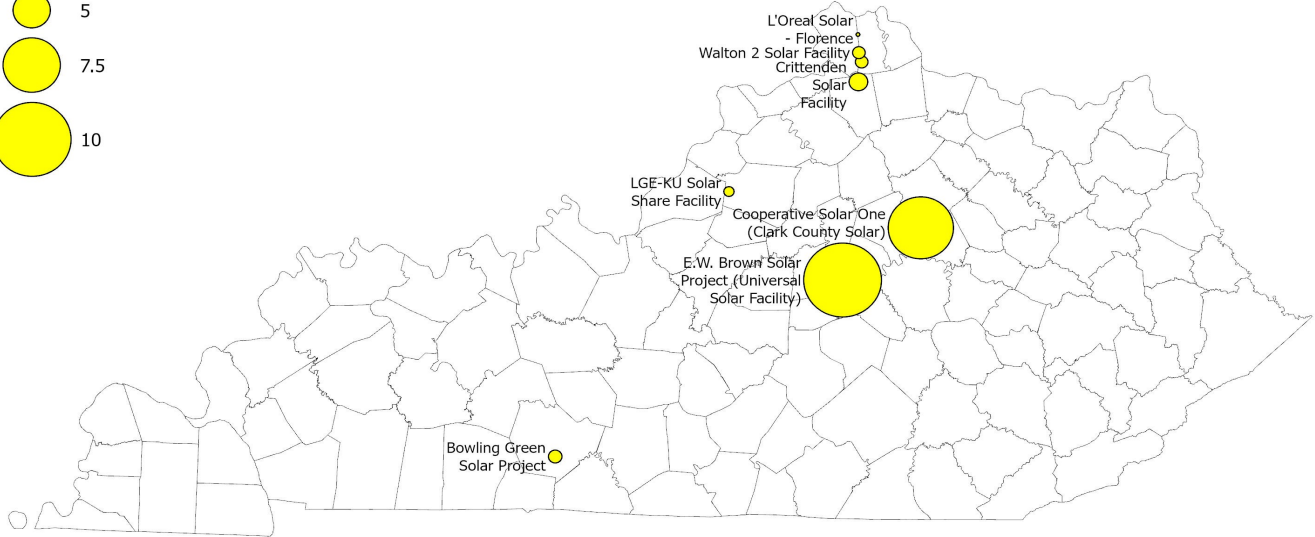 5
7.5
10
L'Oreal Solar
- Florence
Walton 2 Solar Facility
Crittenden
Solar
Facility
LGE-KU Solar
Share Facility
Cooperative Solar One
(Clark County Solar)
E.W. Brown Solar
Project (Universal
Solar Facility)
Bowling Green
Solar Project